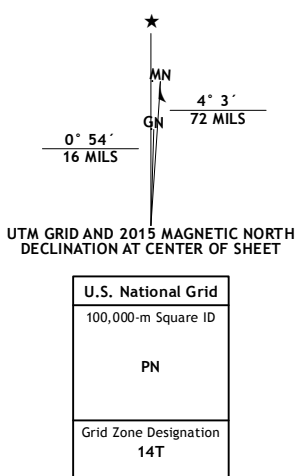 ★
MN
4° 3´
72 MILS
GN
0° 54´
16 MILS
UTM GRID AND 2015 MAGNETIC NORTH
DECLINATION AT CENTER OF SHEET
U.S. National Grid
100,000-m Square ID
PN
Grid Zone Designation
14T